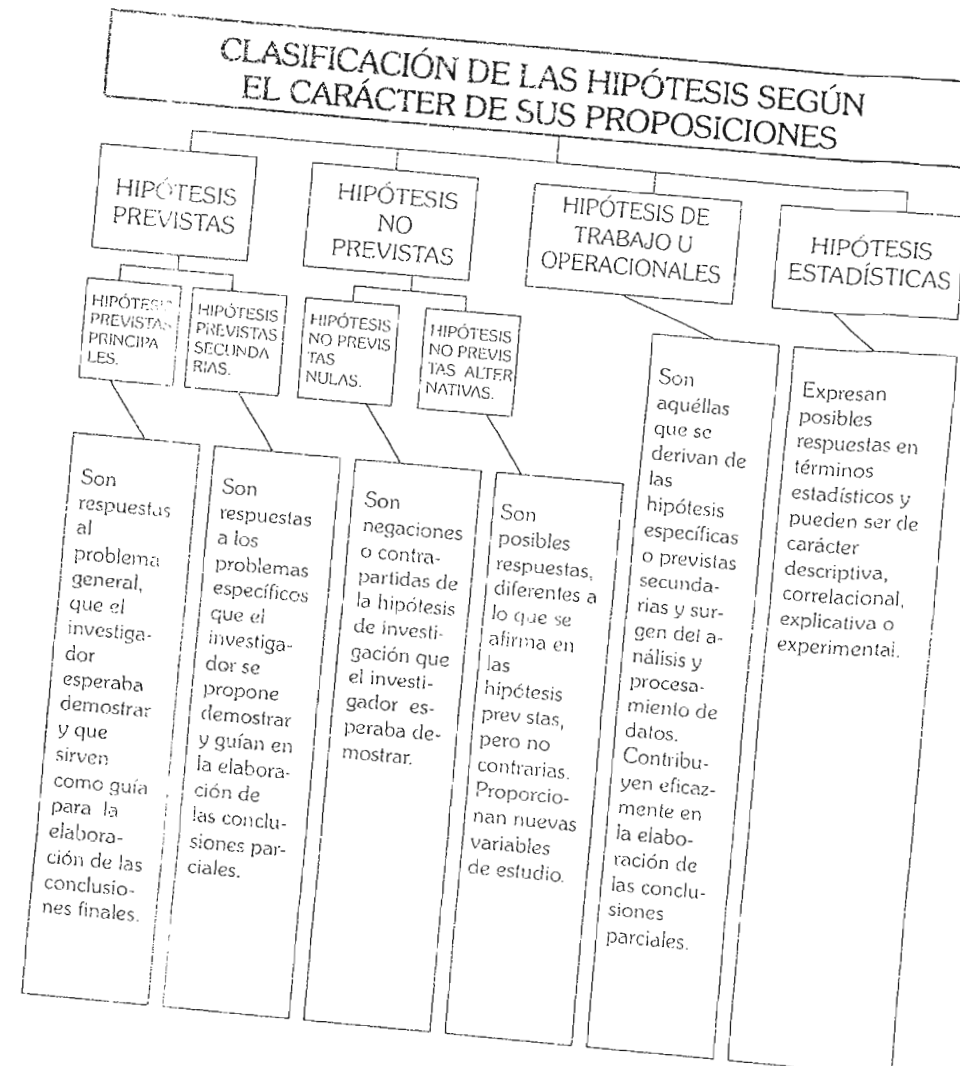 CLASIFICACIÓN DE LAS HIPÓTESIS SEGÚN
EL CARÁCTER DE SUS PROPOSICIONES
HIPÓTESIS
PREVISTAS
HIPÓTESIS
NO
PREVISTAS
HIPÓTESIS DE
TRABAJO U
OPERACIONALES
HIPÓTESIS
ESTADÍSTICAS
HIPÓTESIS
PREVISTAS
PRINCIPA
LES.
HIPÓTESIS
PREVISTAS
SECUNDA
RIAS.
HIPÓTESIS
NO PREVIS
TAS
NULAS.
HIPÓTESIS
NO PREVIS
TAS ALTER
NATIVAS.
Son
respuestas
al
problema
general,
que el
investiga-
dor
esperaba
demostrar
y que
sirven
como guía
para la
elabora-
ción de las
conclusio-
nes finales.
Son
respuestas
a los
problemas
específicos
que el
investiga-
dor se
propone
demostrar
y guían en
la elabora-
ción de
las conclu-
siones par-
ciales.
Son
negaciones
o contra-
partidas de
la hipótesis
de investi-
gación que
el investi-
gador es-
peraba de-
mostrar.
Son
posibles
respuestas,
diferentes a
lo que se
afirma en
las
hipótesis
prev stas,
pero no
contrarias.
Proporcio-
nan nuevas
variables
de estudio.
Son
aquéllas
que se
derivan de
las
hipótesis
específicas
o previstas
secunda-
rias y sur-
gen del a-
nálisis y
procesa-
miento de
datos.
Contribu-
yen eficaz-
mente en
la elabo-
ración de
las conclu-
siones
parciales.
Expresan
posibles
respuestas en
términos
estadísticos y
pueden ser de
carácter
descriptiva,
correlacional,
explicativa o
experimental.